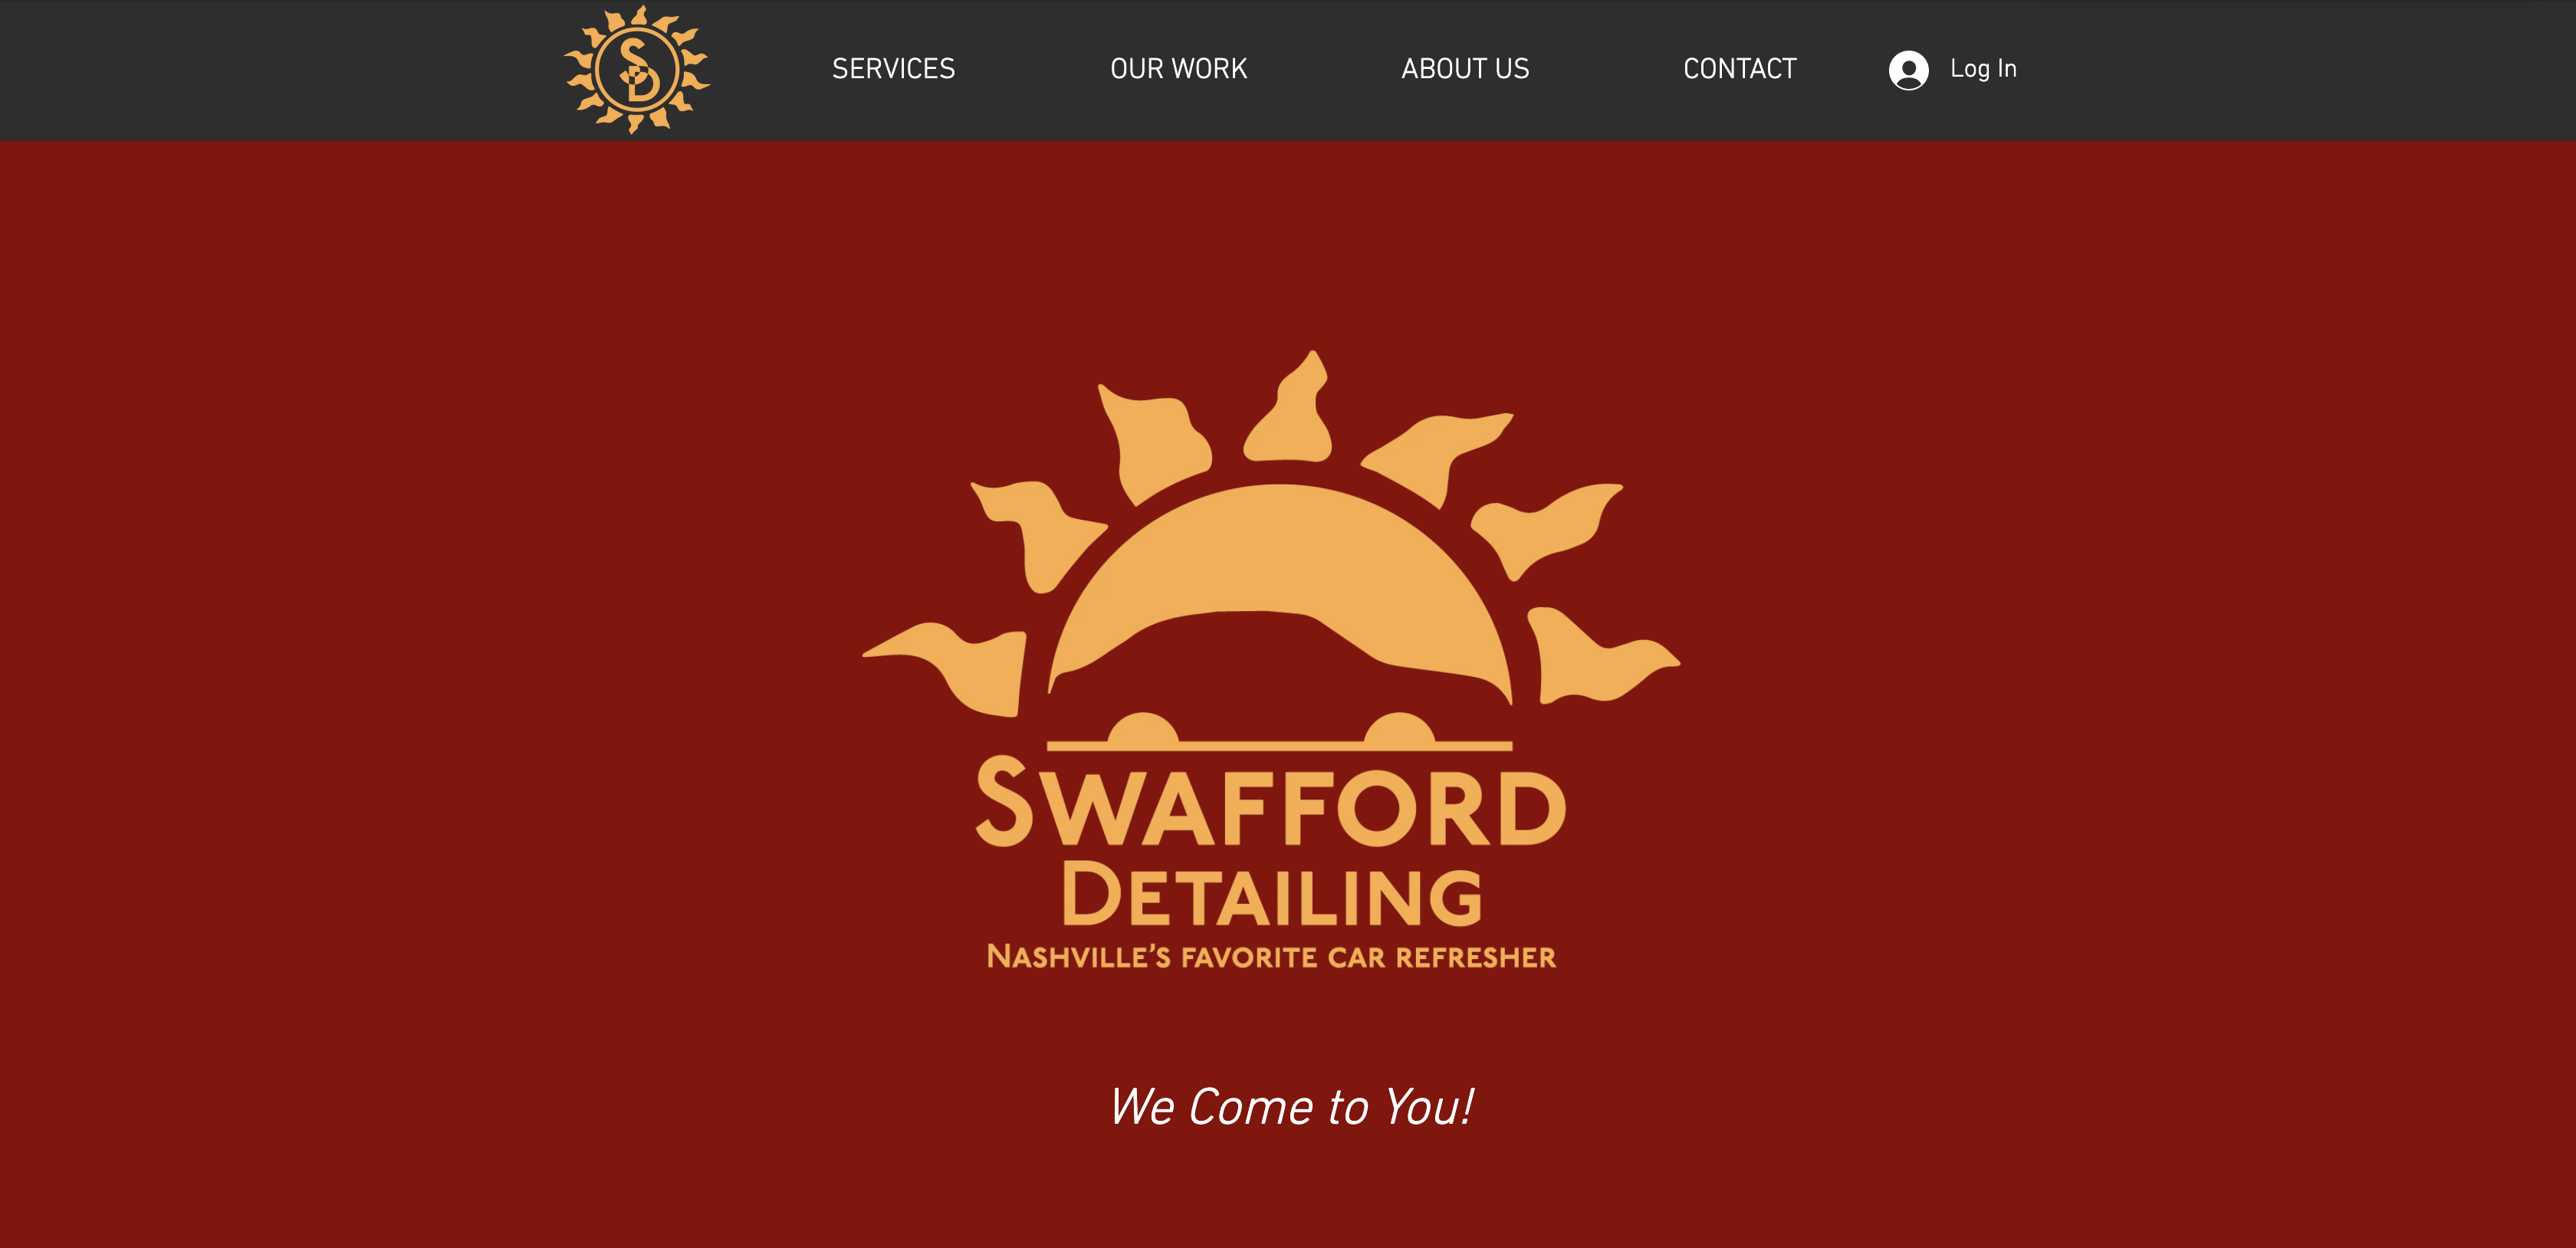 SD
SERVICES
OUR WORK
ABOUT US
CONTACT
Log In
SWAFFORD
DETAILING
NASHVILLE'S FAVORITE CAR REFRESHER
We Come to You!